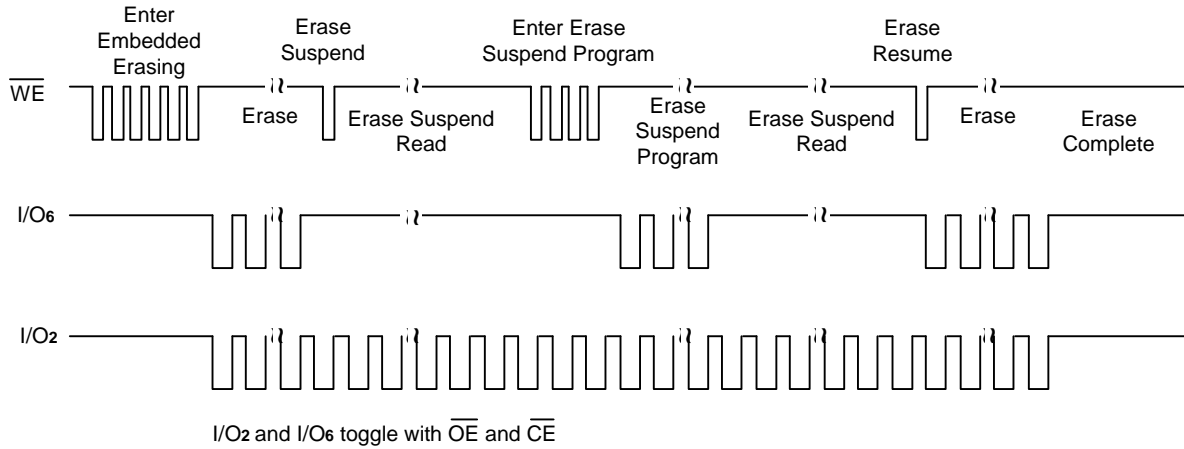 Enter
Embedded
Erasing
Erase
Suspend
Enter Erase
Suspend Program
Erase
Resume
WE
Erase
Erase Suspend
Read
Erase
Suspend
Program
Erase Suspend
Read
Erase
Erase
Complete
I/O6
I/O2
I/O2 and I/O6 toggle with OE and CE